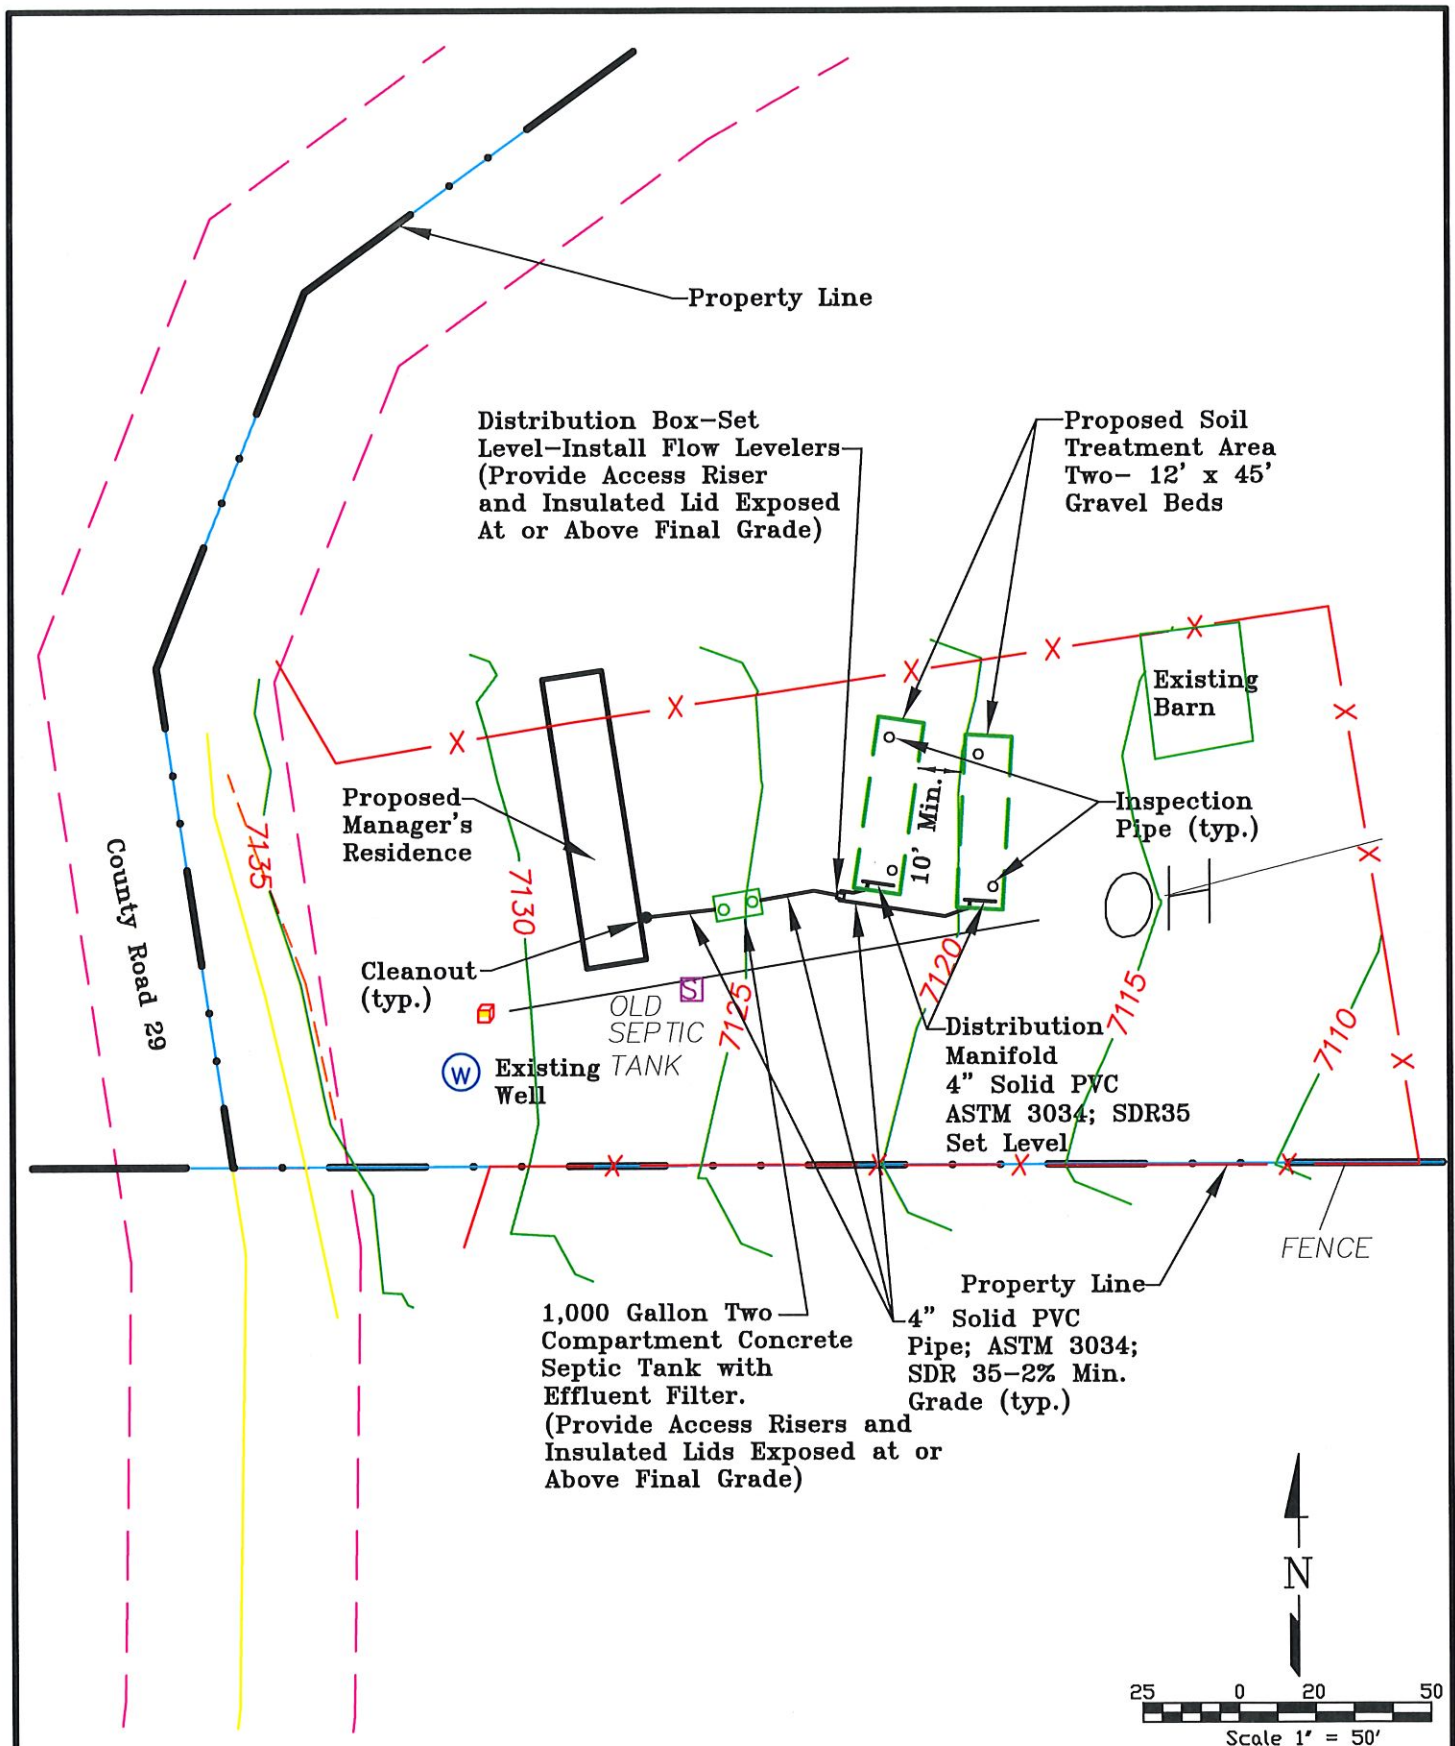 Property Line
Distribution Box-Set
Level-Install Flow Levelers
(Provide Access Riser
and Insulated Lid Exposed
At or Above Final Grade)
Proposed Soil
Treatment Area
Two- 12' x 45'
Gravel Beds
Existing
Barn
Proposed
Manager's
Residence
Inspection
Pipe (typ.)
10' Min.
County Road 29
7135
7130
7125
7120
7115
7110
Cleanout
(typ.)
S
OLD
SEPTIC
TANK
W
Existing
Well
Distribution
Manifold
4" Solid PVC
ASTM 3034; SDR35
Set Level
FENCE
Property Line
1,000 Gallon Two
Compartment Concrete
Septic Tank with
Effluent Filter.
(Provide Access Risers and
Insulated Lids Exposed at or
Above Final Grade)
4" Solid PVC
Pipe; ASTM 3034;
SDR 35-2% Min.
Grade (typ.)
N
25 0 20 50
Scale 1" = 50'